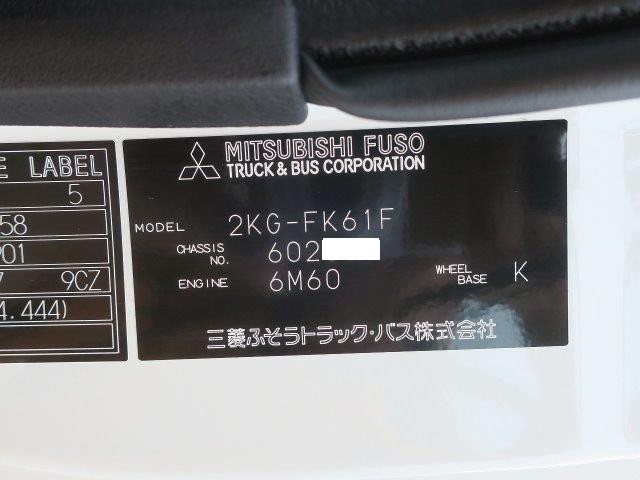 E LABEL
5
58
901
7 9CZ
4.444)
MITSUBISHI FUSO
TRUCK & BUS CORPORATION
MODEL 2KG-FK61F
CHASSIS NO. 602
ENGINE 6M60
WHEEL BASE K
三菱ふそうトラック・バス株式会社